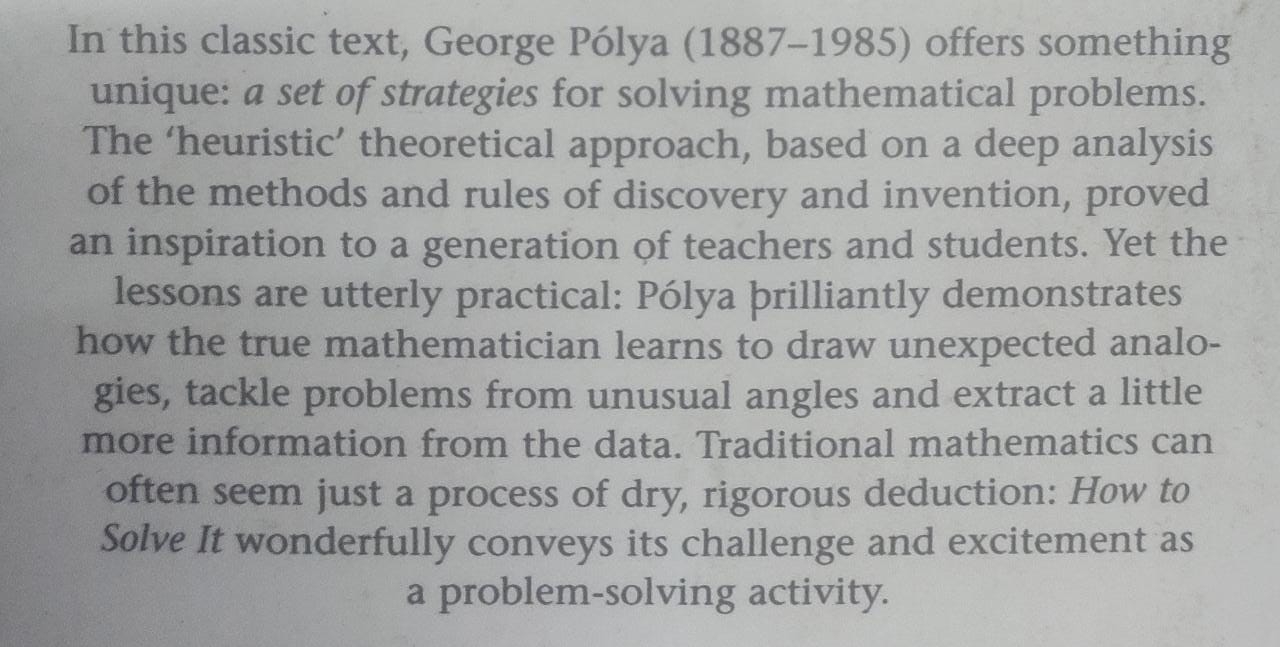 In this classic text, George Pólya (1887–1985) offers something
unique: a set of strategies for solving mathematical problems.
The ‘heuristic’ theoretical approach, based on a deep analysis
of the methods and rules of discovery and invention, proved
an inspiration to a generation of teachers and students. Yet the
lessons are utterly practical: Pólya brilliantly demonstrates
how the true mathematician learns to draw unexpected analo-
gies, tackle problems from unusual angles and extract a little
more information from the data. Traditional mathematics can
often seem just a process of dry, rigorous deduction: How to
Solve It wonderfully conveys its challenge and excitement as
a problem-solving activity.